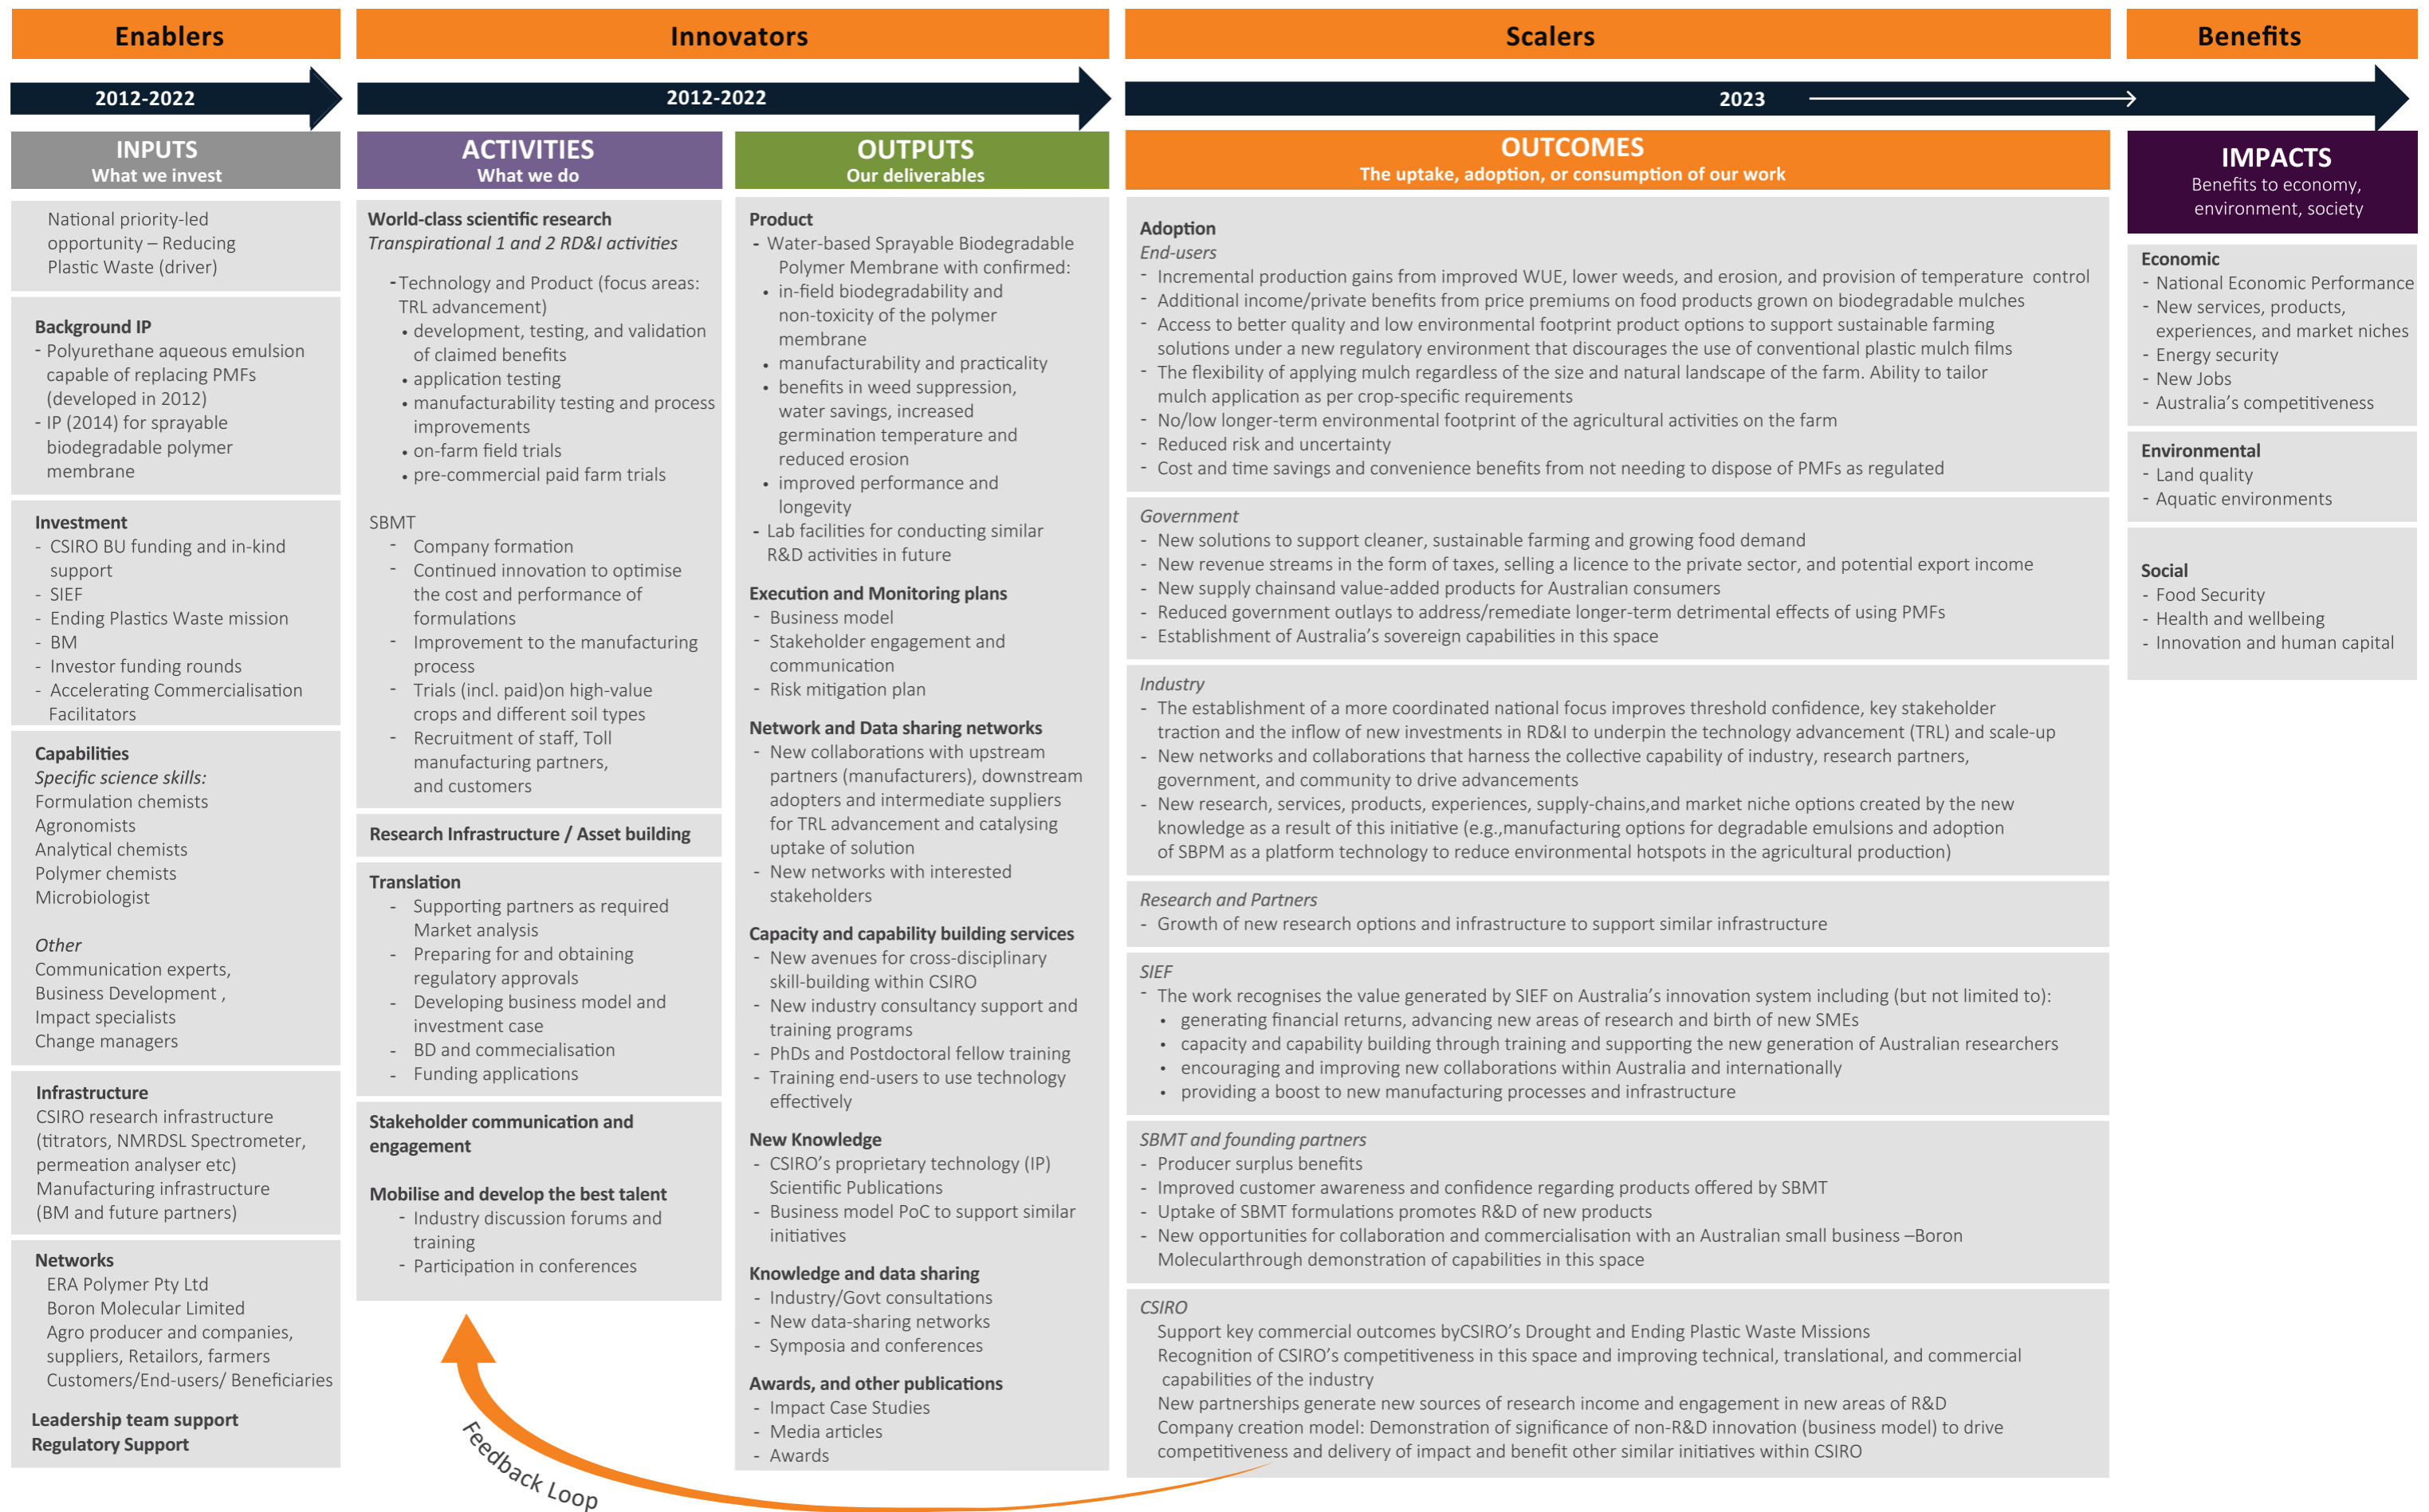 Enablers
Innovators
Scalers
Benefits
2012-2022
2012-2022
2023
INPUTS
What we invest
National priority-led
opportunity – Reducing
Plastic Waste (driver)
Background IP
- Polyurethane aqueous emulsion
capable of replacing PMFs
(developed in 2012)
- IP (2014) for sprayable
biodegradable polymer
membrane
Investment
- CSIRO BU funding and in-kind
support
- SIEF
- Ending Plastics Waste mission
- BM
- Investor funding rounds
- Accelerating Commercialisation
Facilitators
Capabilities
Specific science skills:
Formulation chemists
Agronomists
Analytical chemists
Polymer chemists
Microbiologist
Other
Communication experts,
Business Development ,
Impact specialists
Change managers
Infrastructure
CSIRO research infrastructure
(titrators, NMRDSL Spectrometer,
permeation analyser etc)
Manufacturing infrastructure
(BM and future partners)
Networks
ERA Polymer Pty Ltd
Boron Molecular Limited
Agro producer and companies,
suppliers, Retailors, farmers
Customers/End-users/ Beneficiaries
Leadership team support
Regulatory Support
ACTIVITIES
What we do
World-class scientific research
Transpirational 1 and 2 RD&I activities
- Technology and Product (focus areas:
TRL advancement)
• development, testing, and validation
of claimed benefits
• application testing
• manufacturability testing and process
improvements
• on-farm field trials
• pre-commercial paid farm trials
SBMT
- Company formation
- Continued innovation to optimise
the cost and performance of
formulations
- Improvement to the manufacturing
process
- Trials (incl. paid)on high-value
crops and different soil types
- Recruitment of staff, Toll
manufacturing partners,
and customers
Research Infrastructure / Asset building
Translation
- Supporting partners as required
Market analysis
- Preparing for and obtaining
regulatory approvals
- Developing business model and
investment case
- BD and commecialisation
- Funding applications
Stakeholder communication and
engagement
Mobilise and develop the best talent
- Industry discussion forums and
training
- Participation in conferences
OUTPUTS
Our deliverables
Product
- Water-based Sprayable Biodegradable
Polymer Membrane with confirmed:
• in-field biodegradability and
non-toxicity of the polymer
membrane
• manufacturability and practicality
• benefits in weed suppression,
water savings, increased
germination temperature and
reduced erosion
• improved performance and
longevity
- Lab facilities for conducting similar
R&D activities in future
Execution and Monitoring plans
- Business model
- Stakeholder engagement and
communication
- Risk mitigation plan
Network and Data sharing networks
- New collaborations with upstream
partners (manufacturers), downstream
adopters and intermediate suppliers
for TRL advancement and catalysing
uptake of solution
- New networks with interested
stakeholders
Capacity and capability building services
- New avenues for cross-disciplinary
skill-building within CSIRO
- New industry consultancy support and
training programs
- PhDs and Postdoctoral fellow training
- Training end-users to use technology
effectively
New Knowledge
- CSIRO's proprietary technology (IP)
Scientific Publications
- Business model PoC to support similar
initiatives
Knowledge and data sharing
- Industry/Govt consultations
- New data-sharing networks
- Symposia and conferences
Awards, and other publications
- Impact Case Studies
- Media articles
- Awards
OUTCOMES
The uptake, adoption, or consumption of our work
Adoption
End-users
- Incremental production gains from improved WUE, lower weeds, and erosion, and provision of temperature control
- Additional income/private benefits from price premiums on food products grown on biodegradable mulches
- Access to better quality and low environmental footprint product options to support sustainable farming
solutions under a new regulatory environment that discourages the use of conventional plastic mulch films
- The flexibility of applying mulch regardless of the size and natural landscape of the farm. Ability to tailor
mulch application as per crop-specific requirements
- No/low longer-term environmental footprint of the agricultural activities on the farm
- Reduced risk and uncertainty
- Cost and time savings and convenience benefits from not needing to dispose of PMFs as regulated
Government
- New solutions to support cleaner, sustainable farming and growing food demand
- New revenue streams in the form of taxes, selling a licence to the private sector, and potential export income
- New supply chainsand value-added products for Australian consumers
- Reduced government outlays to address/remediate longer-term detrimental effects of using PMFs
- Establishment of Australia's sovereign capabilities in this space
Industry
- The establishment of a more coordinated national focus improves threshold confidence, key stakeholder
traction and the inflow of new investments in RD&I to underpin the technology advancement (TRL) and scale-up
- New networks and collaborations that harness the collective capability of industry, research partners,
government, and community to drive advancements
- New research, services, products, experiences, supply-chains,and market niche options created by the new
knowledge as a result of this initiative (e.g.,manufacturing options for degradable emulsions and adoption
of SBPM as a platform technology to reduce environmental hotspots in the agricultural production)
Research and Partners
- Growth of new research options and infrastructure to support similar infrastructure
SIEF
- The work recognises the value generated by SIEF on Australia's innovation system including (but not limited to):
• generating financial returns, advancing new areas of research and birth of new SMEs
• capacity and capability building through training and supporting the new generation of Australian researchers
• encouraging and improving new collaborations within Australia and internationally
• providing a boost to new manufacturing processes and infrastructure
SBMT and founding partners
- Producer surplus benefits
- Improved customer awareness and confidence regarding products offered by SBMT
- Uptake of SBMT formulations promotes R&D of new products
- New opportunities for collaboration and commercialisation with an Australian small business –Boron
Molecularthrough demonstration of capabilities in this space
CSIRO
Support key commercial outcomes byCSIRO's Drought and Ending Plastic Waste Missions
Recognition of CSIRO's competitiveness in this space and improving technical, translational, and commercial
capabilities of the industry
New partnerships generate new sources of research income and engagement in new areas of R&D
Company creation model: Demonstration of significance of non-R&D innovation (business model) to drive
competitiveness and delivery of impact and benefit other similar initiatives within CSIRO
IMPACTS
Benefits to economy,
environment, society
Economic
- National Economic Performance
- New services, products,
experiences, and market niches
- Energy security
- New Jobs
- Australia's competitiveness
Environmental
- Land quality
- Aquatic environments
Social
- Food Security
- Health and wellbeing
- Innovation and human capital
Feedback Loop